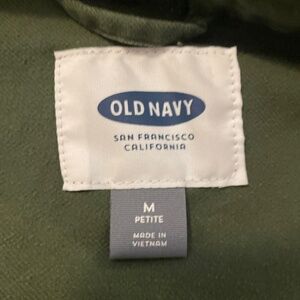 OLD NAVY
SAN FRANCISCO
CALIFORNIA
M
PETITE
MADE IN
VIETNAM